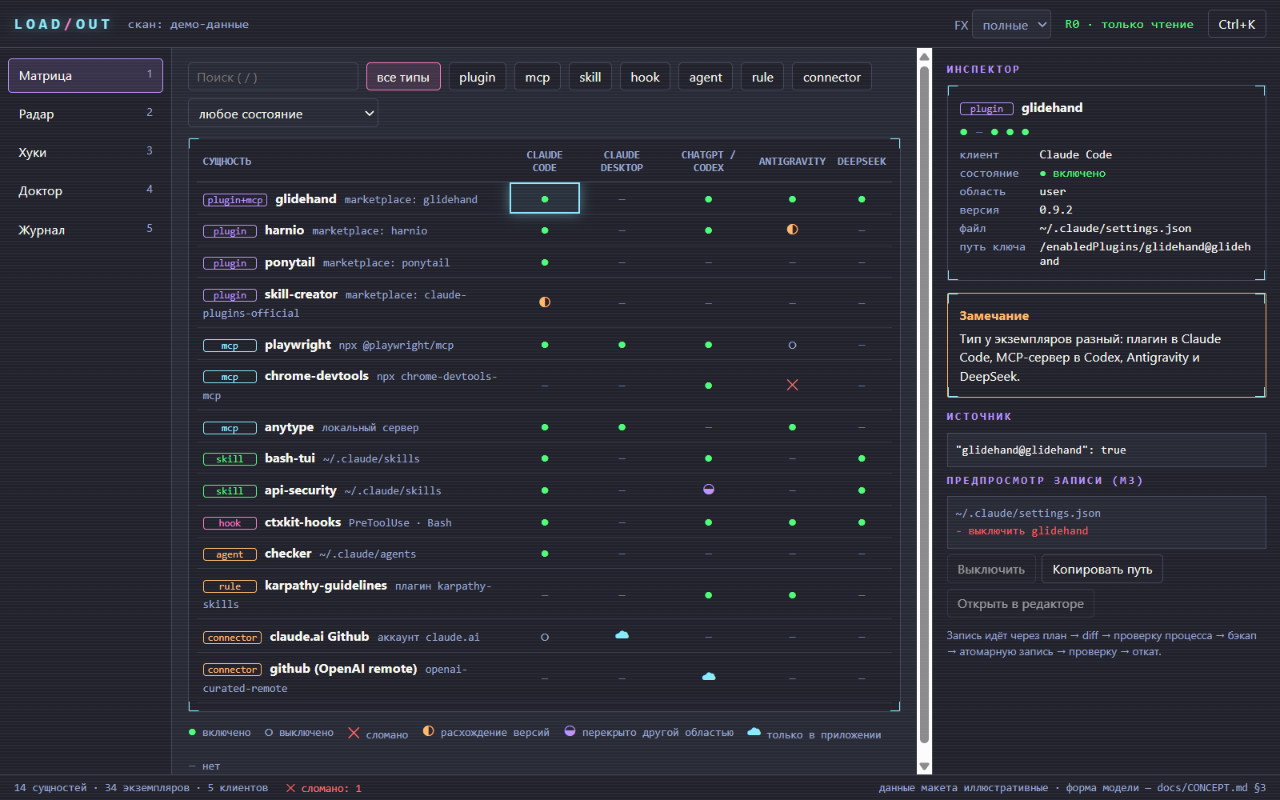 LOAD/OUT скан: демо-данные FX полные R0 · только чтение Ctrl+K
Матрица 1
Радар 2
Хуки 3
Доктор 4
Журнал 5
Поиск ( / ) все типы plugin mcp skill hook agent rule connector
любое состояние
СУЩНОСТЬ CLAUDE CODE CLAUDE DESKTOP CHATGPT / CODEX ANTIGRAVITY DEEPSEEK
plugin+mcp glidehand marketplace: glidehand ● – ● ● ●
plugin harnio marketplace: harnio ● – ● ◐ –
plugin ponytail marketplace: ponytail ● – – – –
plugin skill-creator marketplace: claude-
plugins-official ◐ – – – –
mcp playwright npx @playwright/mcp ● ● ● ○ –
mcp chrome-devtools npx chrome-devtools-
mcp – – ● ✕ –
mcp anytype локальный сервер ● ● – ● –
skill bash-tui ~/.claude/skills ● – ● – ●
skill api-security ~/.claude/skills ● – ◒ – ●
hook ctxkit-hooks PreToolUse · Bash ● – ● ● ●
agent checker ~/.claude/agents ● – – – –
rule karpathy-guidelines плагин karpathy-
skills – – ● ● –
connector claude.ai Github аккаунт claude.ai ○ ☁ – – –
connector github (OpenAI remote) openai-
curated-remote – – ☁ – –
● включено ○ выключено ✕ сломано ◐ расхождение версий ◒ перекрыто другой областью ☁ только в приложении
– нет
ИНСПЕКТОР
plugin glidehand
● – ● ● ●
клиент Claude Code
состояние ● включено
область user
версия 0.9.2
файл ~/.claude/settings.json
путь ключа /enabledPlugins/glidehand@glideh
and
Замечание
Тип у экземпляров разный: плагин в Claude
Code, MCP-сервер в Codex, Antigravity и
DeepSeek.
ИСТОЧНИК
"glidehand@glidehand": true
ПРЕДПРОСМОТР ЗАПИСИ (M3)
~/.claude/settings.json
- выключить glidehand
Выключить Копировать путь
Открыть в редакторе
Запись идёт через план → diff → проверку процесса → бэкап
→ атомарную запись → проверку → откат.
14 сущностей · 34 экземпляров · 5 клиентов ✕ сломано: 1 данные макета иллюстративные · форма модели — docs/CONCEPT.md §3